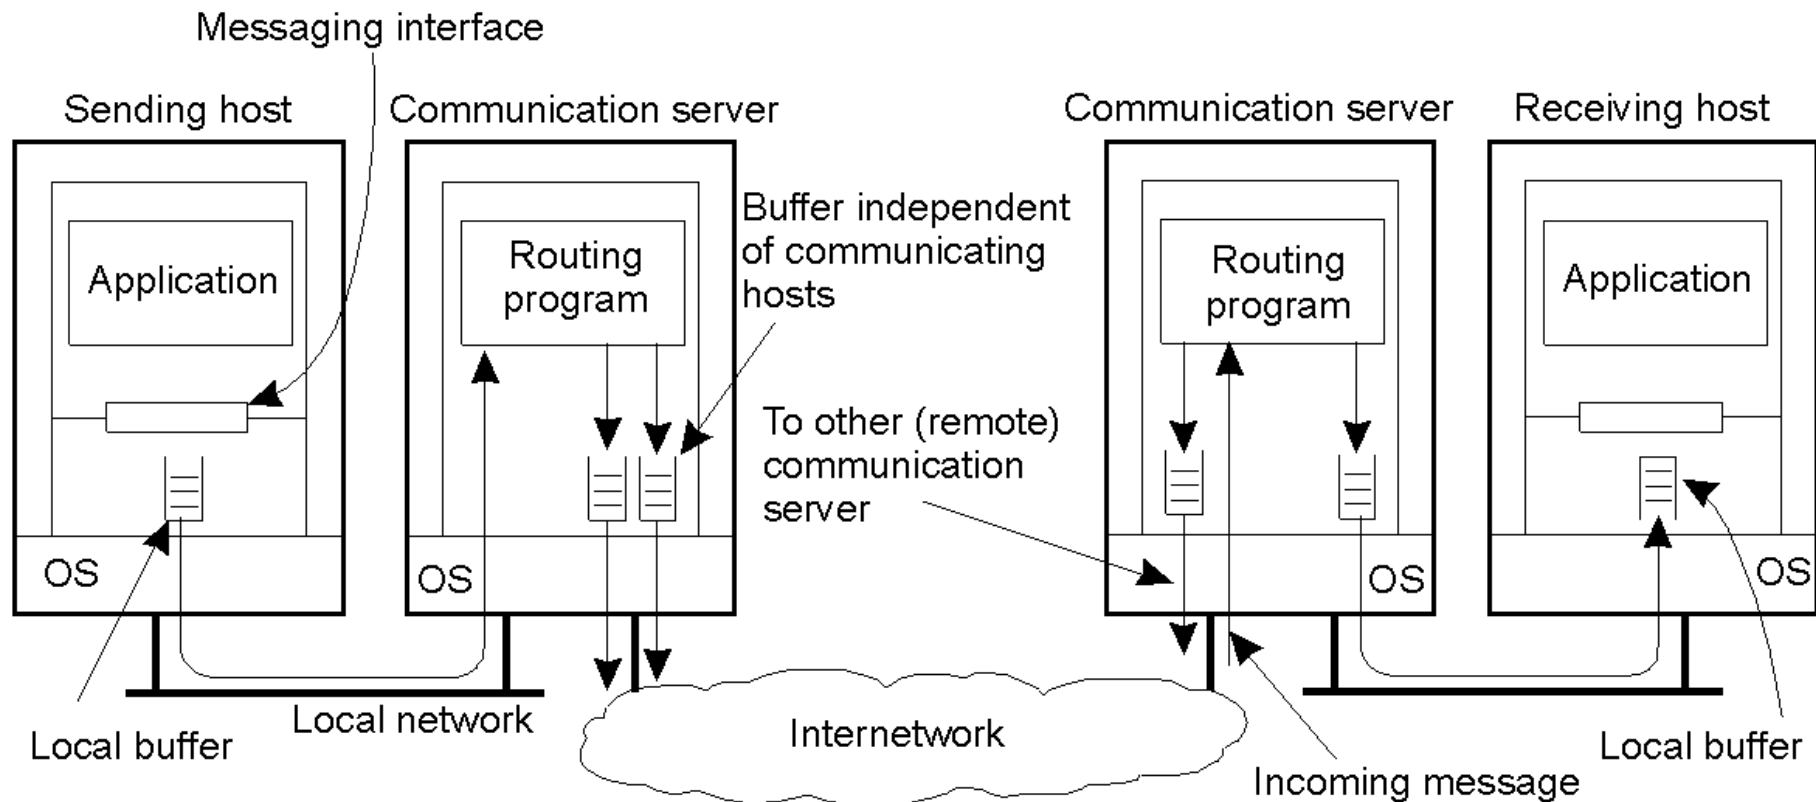 Messaging interface
Sending host
Communication server
Communication server
Receiving host
Application
Routing
program
Buffer independent
of communicating
hosts
Routing
program
Application
To other (remote)
communication
server
OS
OS
OS
OS
Local network
Local buffer
Internetwork
Incoming message
Local buffer